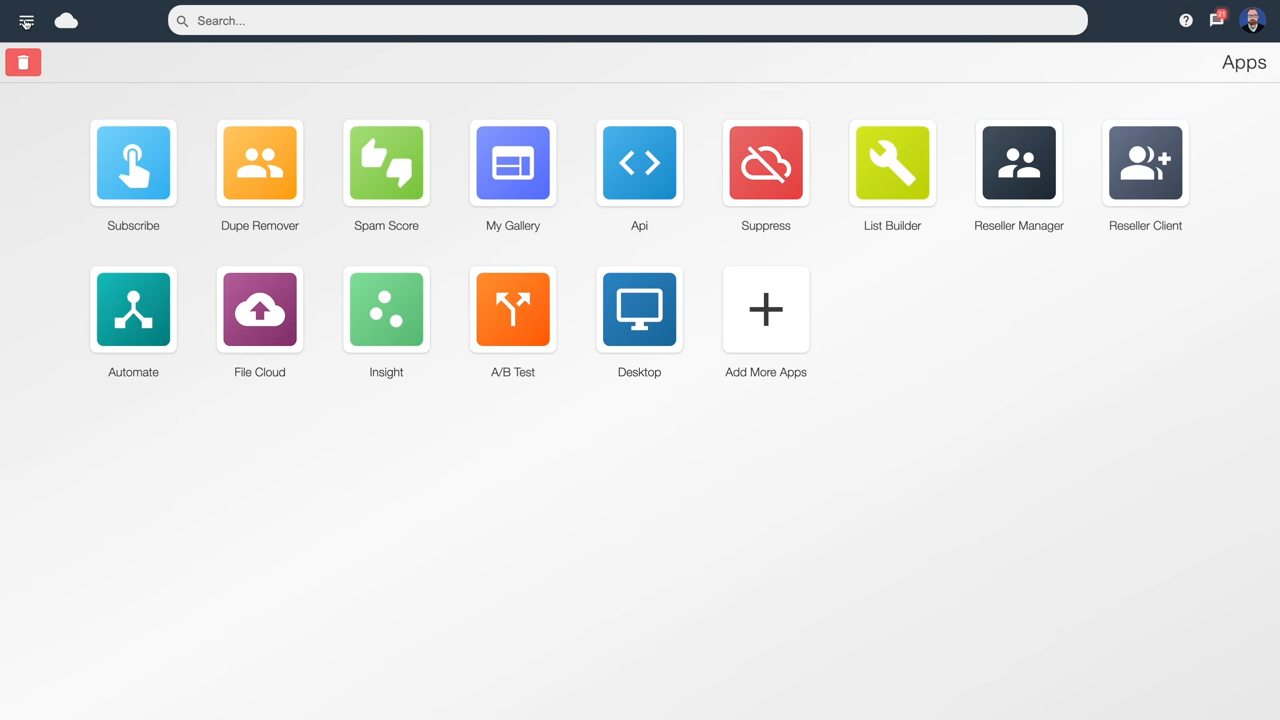 Search...
21
Apps
Subscribe
Dupe Remover
Spam Score
My Gallery
Api
Suppress
List Builder
Reseller Manager
Reseller Client
Automate
File Cloud
Insight
A/B Test
Desktop
Add More Apps